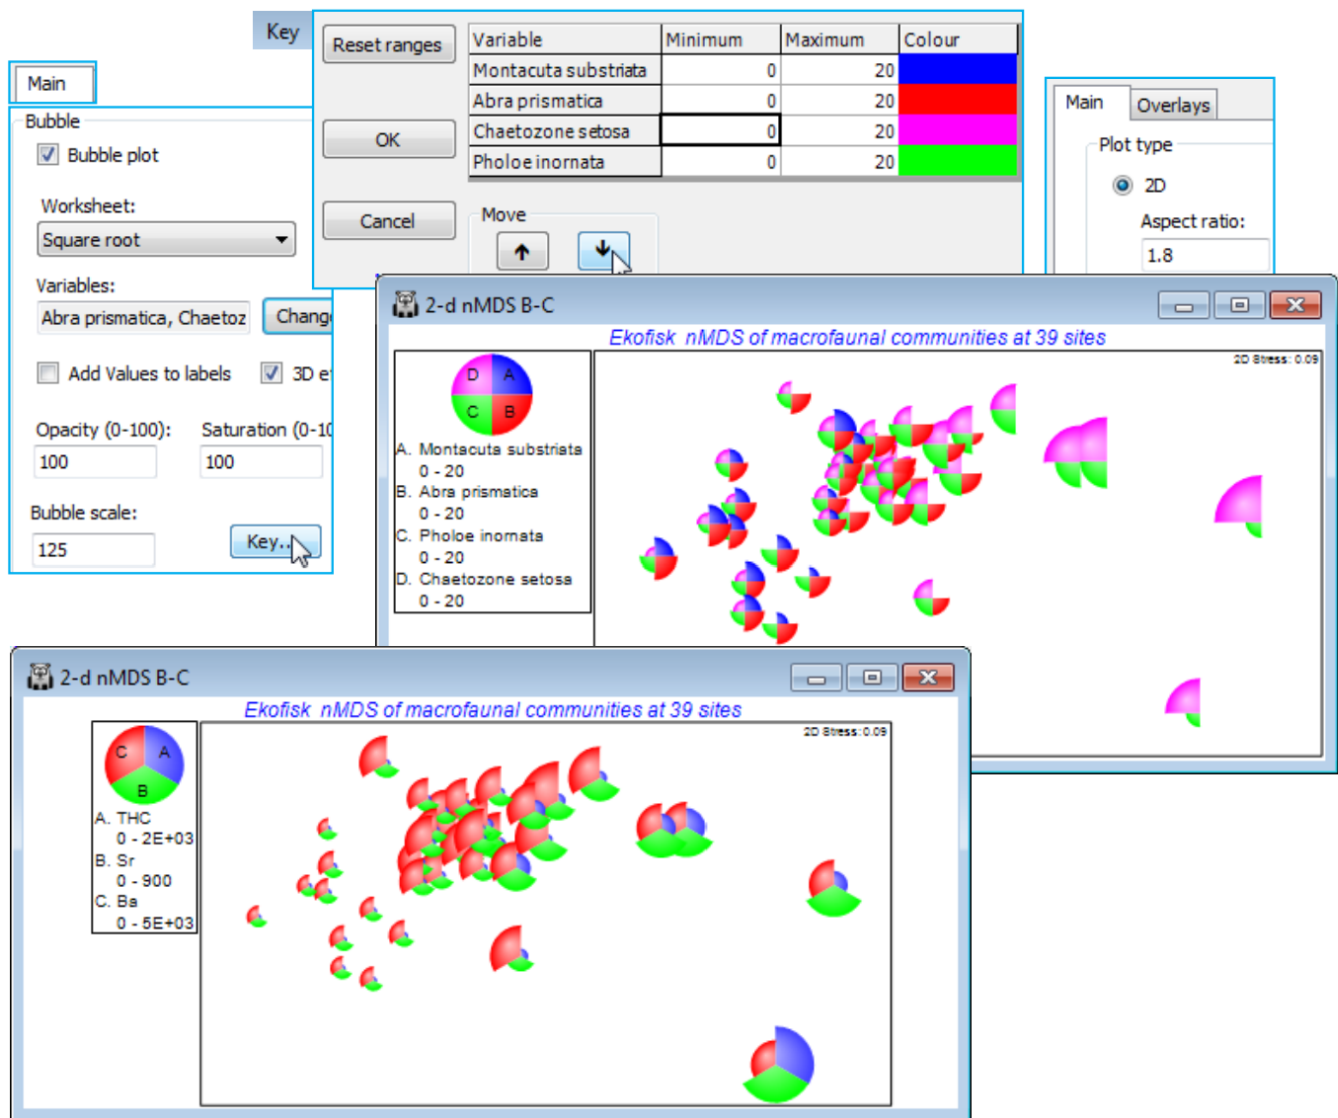 Key
Reset ranges
Variable Minimum Maximum Colour
Montacuta substriata 0 20
Abra prismatica 0 20
Chaetozone setosa 0 20
Pholoe inornata 0 20
OK
Cancel
Move
Main
Bubble
Bubble plot
Worksheet:
Square root
Variables:
Abra prismatica, Chaetoz
Chang
Add Values to labels
3D e
Opacity (0-100):
Saturation (0-10
100
100
Bubble scale:
125
Key...
Main
Overlays
Plot type
2D
Aspect ratio:
1.8
2-d nMDS B-C
Ekofisk nMDS of macrofaunal communities at 39 sites
2D Stress: 0.09
D A
C B
A. Montacuta substriata
0 - 20
B. Abra prismatica
0 - 20
C. Pholoe inornata
0 - 20
D. Chaetozone setosa
0 - 20
2-d nMDS B-C
Ekofisk nMDS of macrofaunal communities at 39 sites
2D Stress: 0.09
C A
B
A. THC
0 - 2E+03
B. Sr
0 - 900
C. Ba
0 - 5E+03